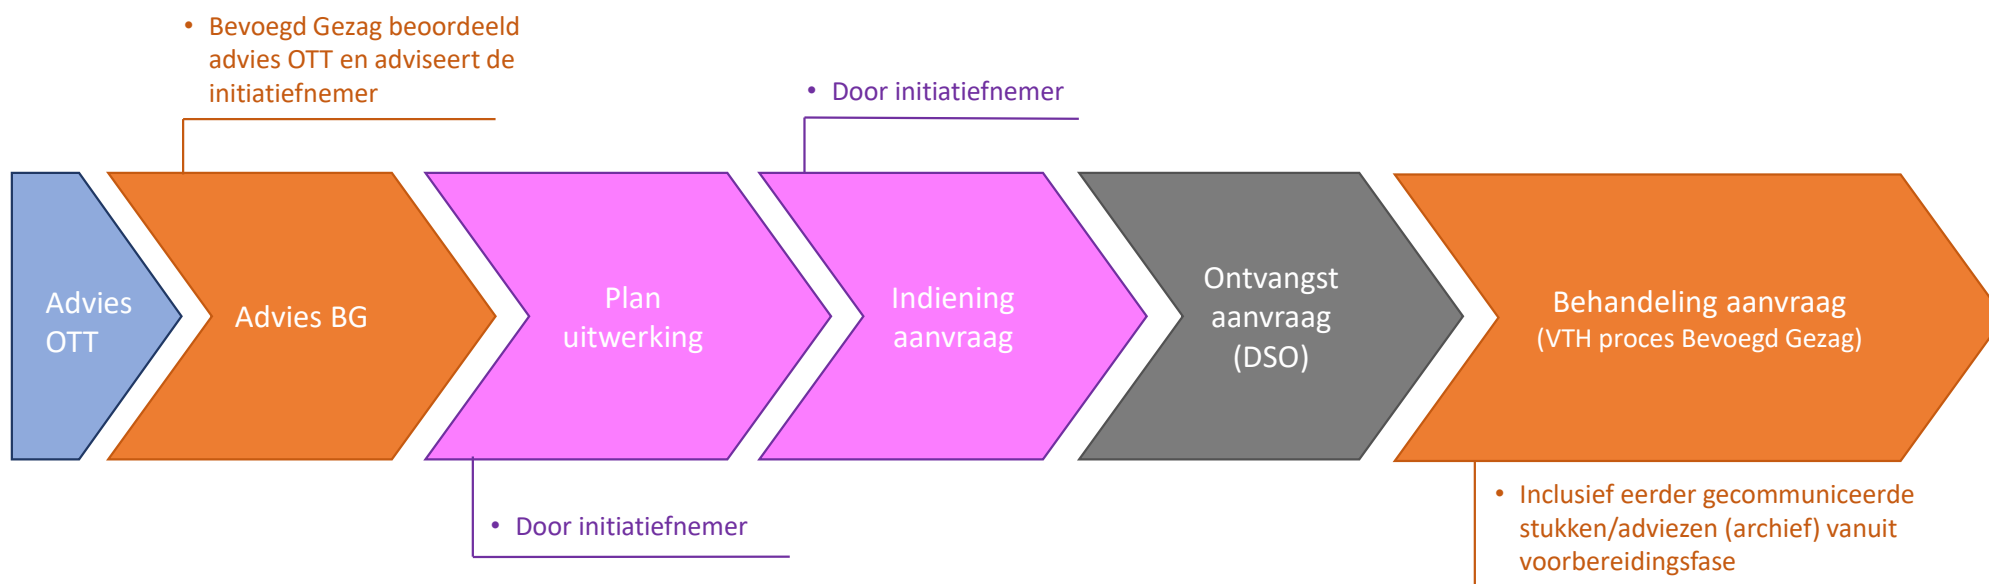 • Bevoegd Gezag beoordeeld
advies OTT en adviseert de
initiatiefnemer
• Door initiatiefnemer
Advies
OTT
Advies BG
Plan
uitwerking
Indiening
aanvraag
Ontvangst
aanvraag
(DSO)
Behandeling aanvraag
(VTH proces Bevoegd Gezag)
• Door initiatiefnemer
• Inclusief eerder gecommuniceerde
stukken/adviezen (archief) vanuit
voorbereidingsfase